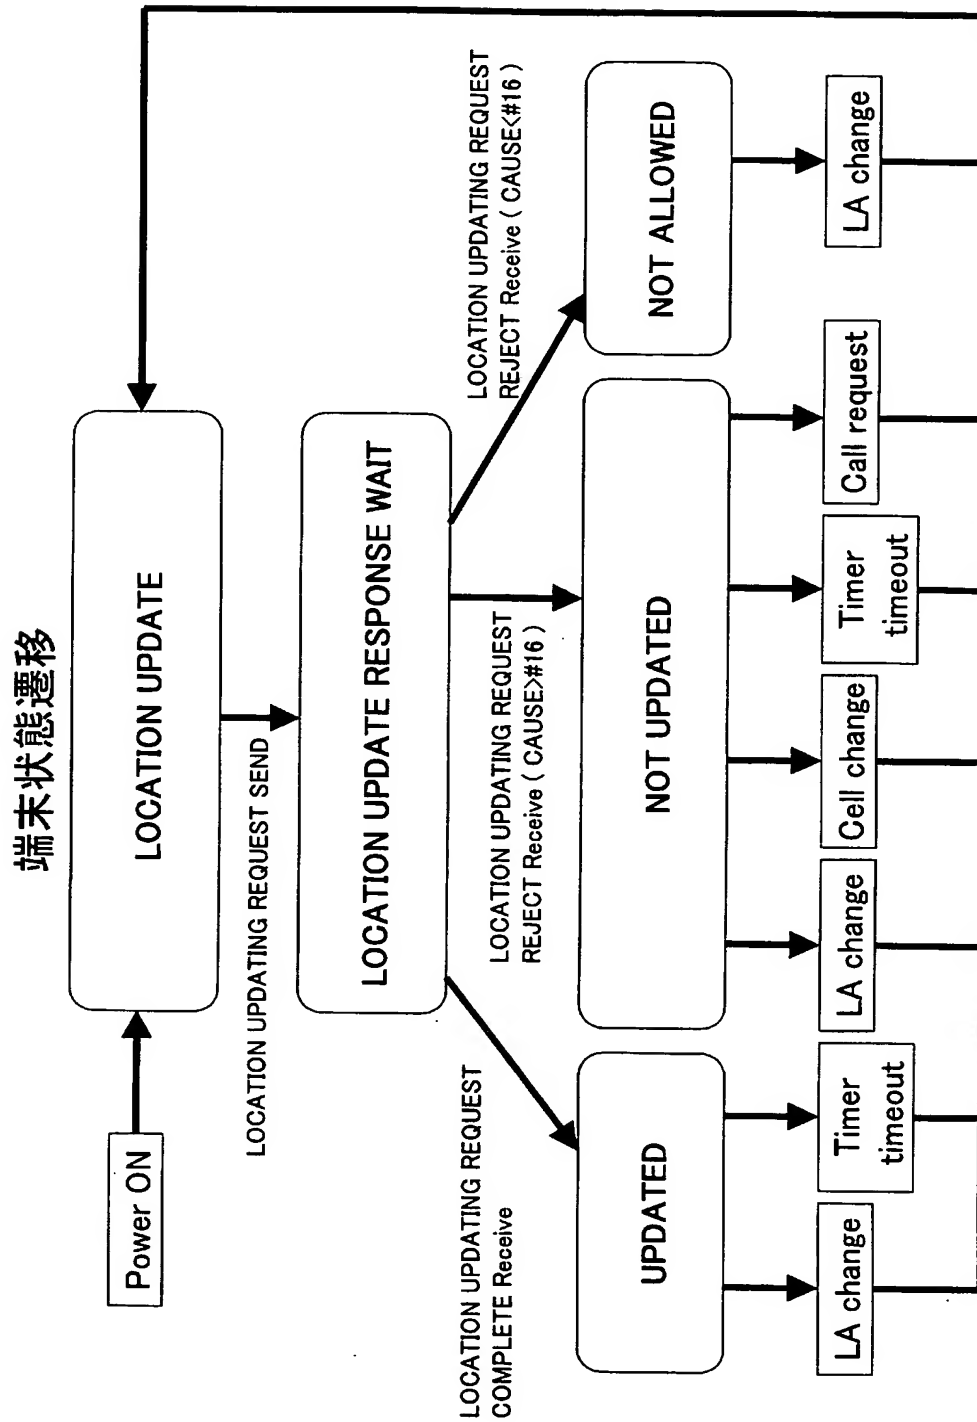 端末状態遷移
Power ON
LOCATION UPDATE
LOCATION UPDATING REQUEST SEND
LOCATION UPDATE RESPONSE WAIT
LOCATION UPDATING REQUEST
COMPLETE Receive
LOCATION UPDATING REQUEST
REJECT Receive ( CAUSE>#16 )
LOCATION UPDATING REQUEST
REJECT Receive ( CAUSE<#16 )
UPDATED
NOT UPDATED
NOT ALLOWED
LA change
Timer
timeout
LA change
Cell change
Timer
timeout
Call request
LA change